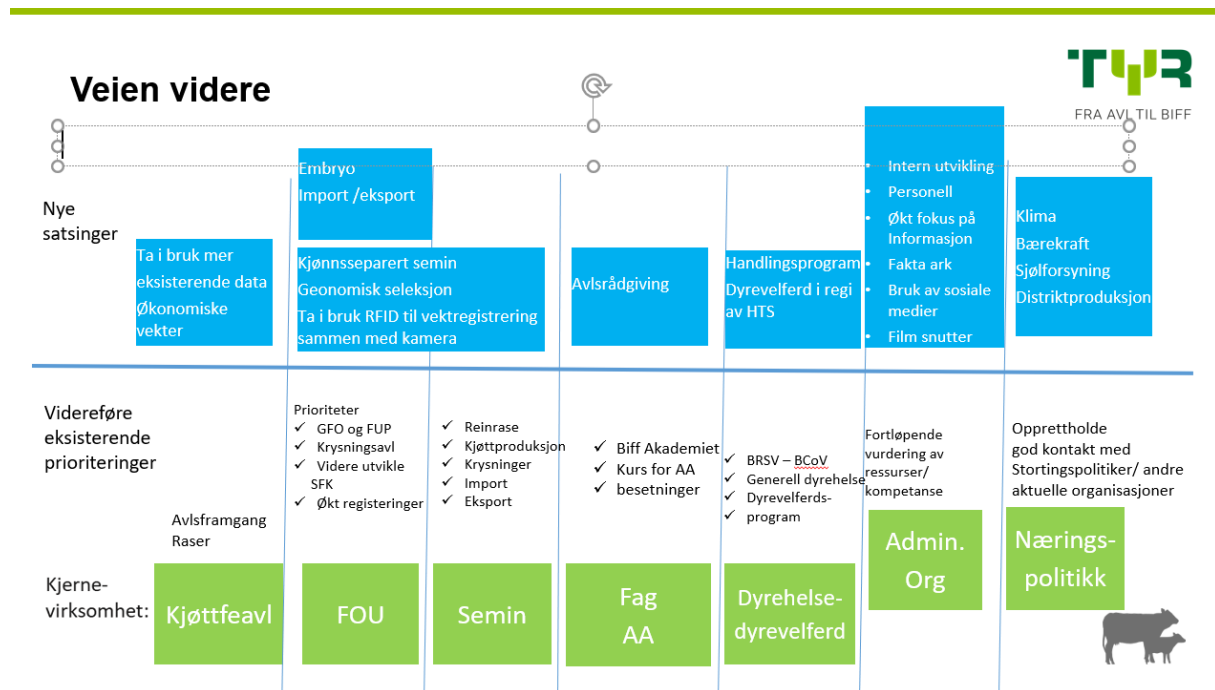 Veien videre
TYR
FRA AVL TIL BIFF
Nye
satsinger
Ta i bruk mer
eksisterende data
Økonomiske
vekter
Embryo
Import /eksport
Kjønnsseparert semin
Geonomisk seleksjon
Ta i bruk RFID til vektregistrering
sammen med kamera
Avlsrådgiving
Handlingsprogram
Dyrevelferd i regi
av HTS
• Intern utvikling
• Personell
• Økt fokus på
Informasjon
• Fakta ark
• Bruk av sosiale
medier
• Film snutter
Klima
Bærekraft
Sjølforsyning
Distriktproduksjon
Videreføre
eksisterende
prioriteringer
Avlsframgang
Raser
Prioriteter
✓ GFO og FUP
✓ Krysningsavl
✓ Videre utvikle
SFK
✓ Økt registeringer
✓ Reinrase
✓ Kjøttproduksjon
✓ Krysninger
✓ Import
✓ Eksport
✓ Biff Akademiet
✓ Kurs for AA
✓ besetninger
✓ BRSV – BCoV
✓ Generell dyrehelse
✓ Dyrevelferds-
✓ program
Fortløpende
vurdering av
ressurser/
kompetanse
Opprettholde
god kontakt med
Stortingspolitiker/ andre
aktuelle organisasjoner
Kjerne-
virksomhet:
Kjøttfeavl
FOU
Semin
Fag
AA
Dyrehelse-
dyrevelferd
Admin.
Org
Nærings-
politikk